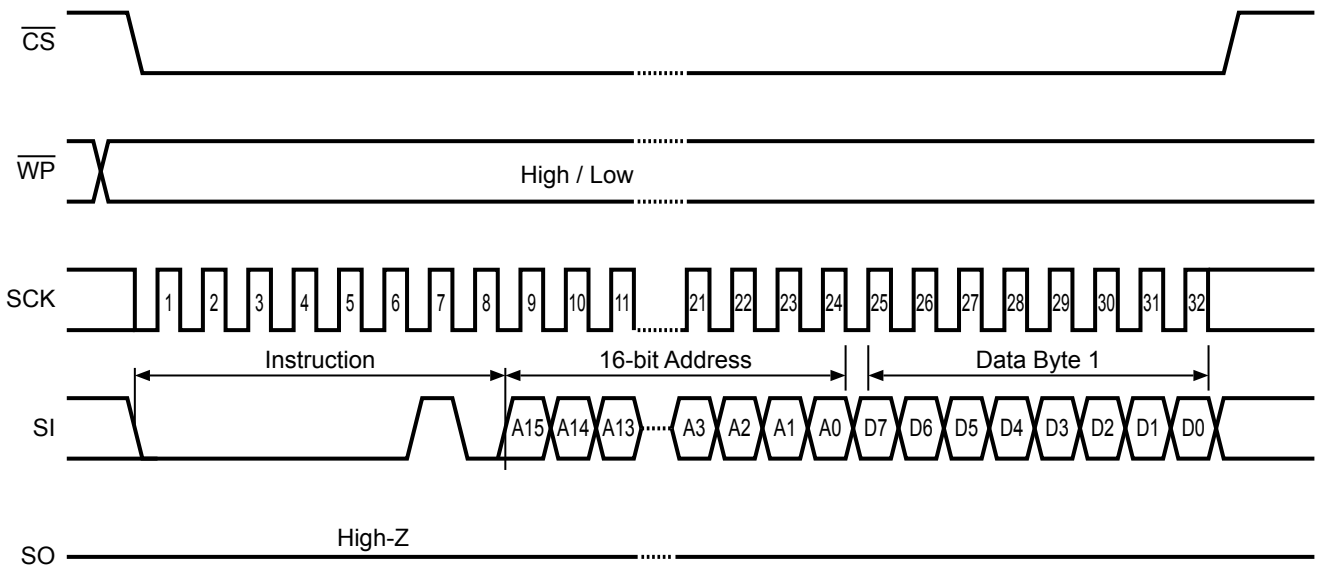 CS
WP
High / Low
SCK
1 2 3 4 5 6 7 8 9 10 11 21 22 23 24 25 26 27 28 29 30 31 32
Instruction 16-bit Address Data Byte 1
SI
A15 A14 A13 A3 A2 A1 A0 D7 D6 D5 D4 D3 D2 D1 D0
High-Z
SO